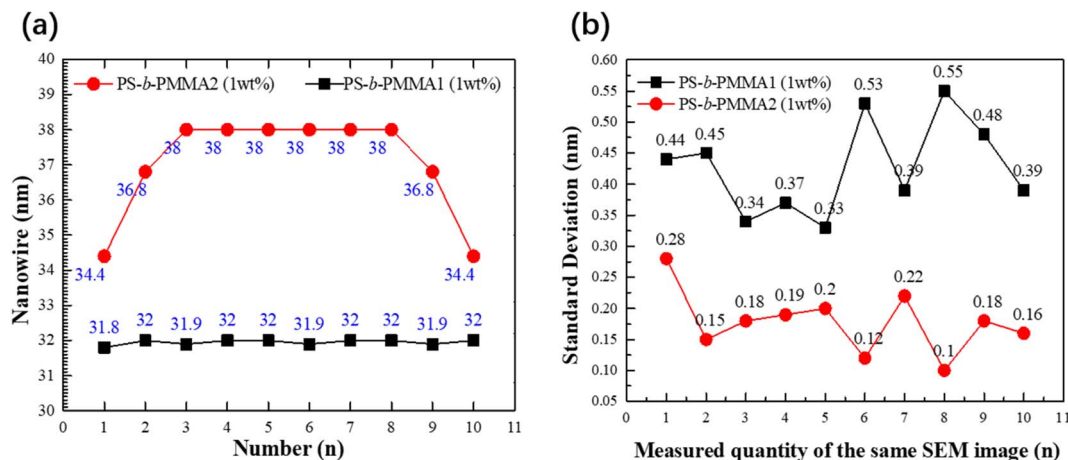 (a)
PS-b-PMMA2 (1wt%) PS-b-PMMA1 (1wt%)
Nanowire (nm)
40
39
38
37
36
35
34
33
32
31
30
34.4 36.8 38 38 38 38 38 38 36.8 34.4
31.8 32 31.9 32 32 31.9 32 32 31.9 32
0 1 2 3 4 5 6 7 8 9 10 11
Number (n)
(b)
PS-b-PMMA1 (1wt%)
PS-b-PMMA2 (1wt%)
Standard Deviation (nm)
0.60
0.55
0.50
0.45
0.40
0.35
0.30
0.25
0.20
0.15
0.10
0.05
0.44 0.45 0.34 0.37 0.33 0.53 0.39 0.55 0.48 0.39
0.28 0.15 0.18 0.19 0.2 0.12 0.22 0.1 0.18 0.16
0 1 2 3 4 5 6 7 8 9 10 11
Measured quantity of the same SEM image (n)